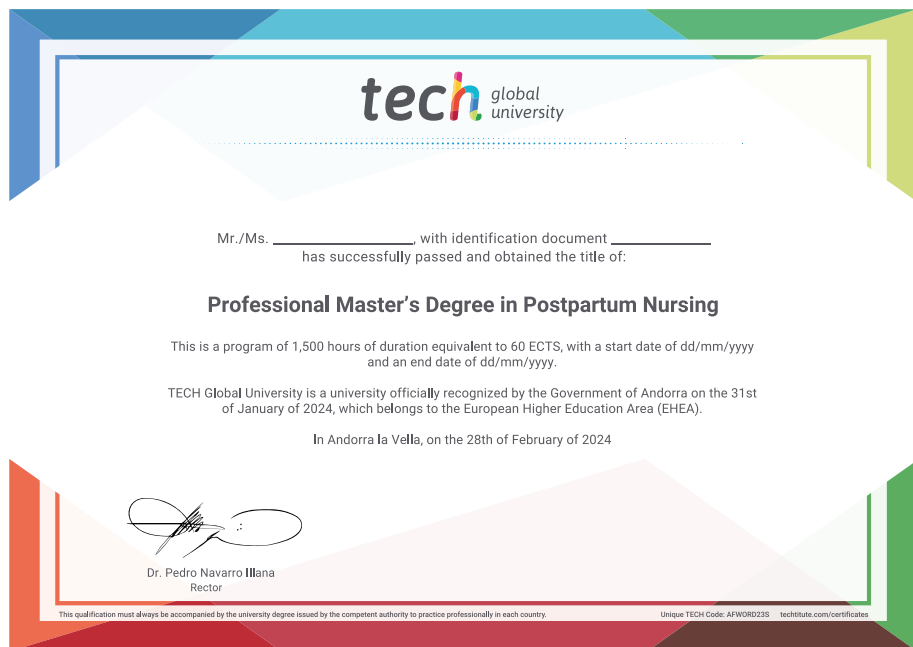 tech global university
Mr./Ms. ________________, with identification document ____________
has successfully passed and obtained the title of:
Professional Master’s Degree in Postpartum Nursing
This is a program of 1,500 hours of duration equivalent to 60 ECTS, with a start date of dd/mm/yyyy
and an end date of dd/mm/yyyy.
TECH Global University is a university officially recognized by the Government of Andorra on the 31st
of January of 2024, which belongs to the European Higher Education Area (EHEA).
In Andorra la Vella, on the 28th of February of 2024
Dr. Pedro Navarro Illana
Rector
This qualification must always be accompanied by the university degree issued by the competent authority to practice professionally in each country.
Unique TECH Code: AFWORD23S techtitute.com/certificates